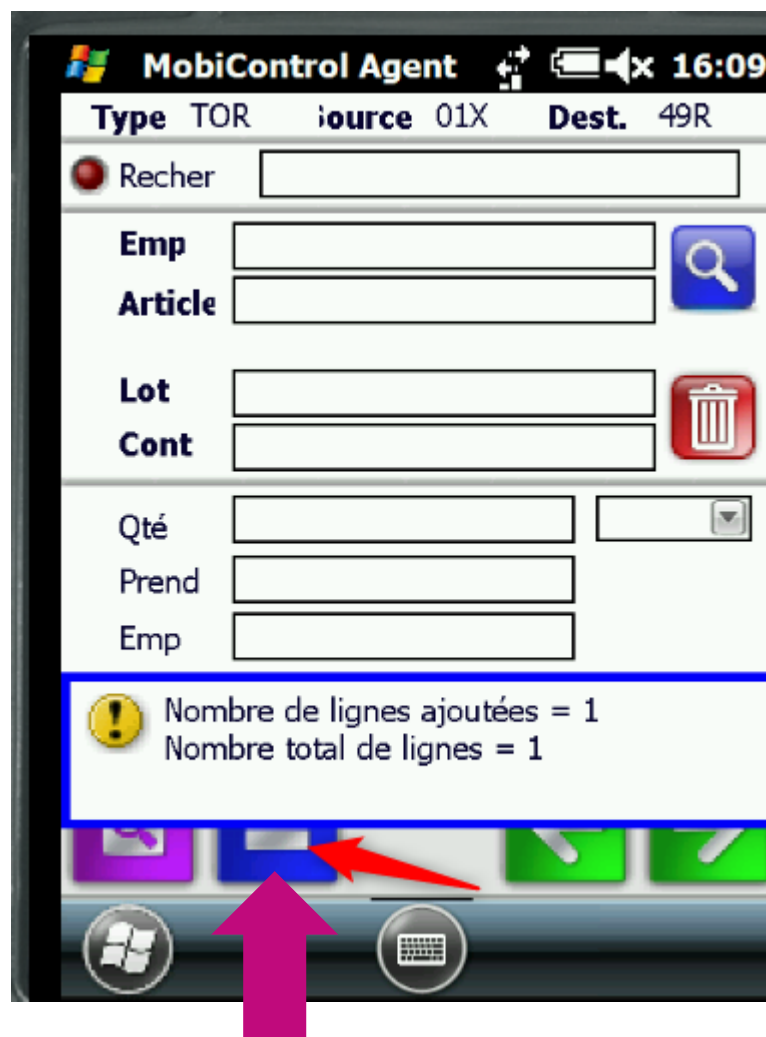 MobiControl Agent 16:09
Type TOR ource 01X Dest. 49R
Recher
Emp
Article
Lot
Cont
Qté
Prend
Emp
Nombre de lignes ajoutées = 1
Nombre total de lignes = 1